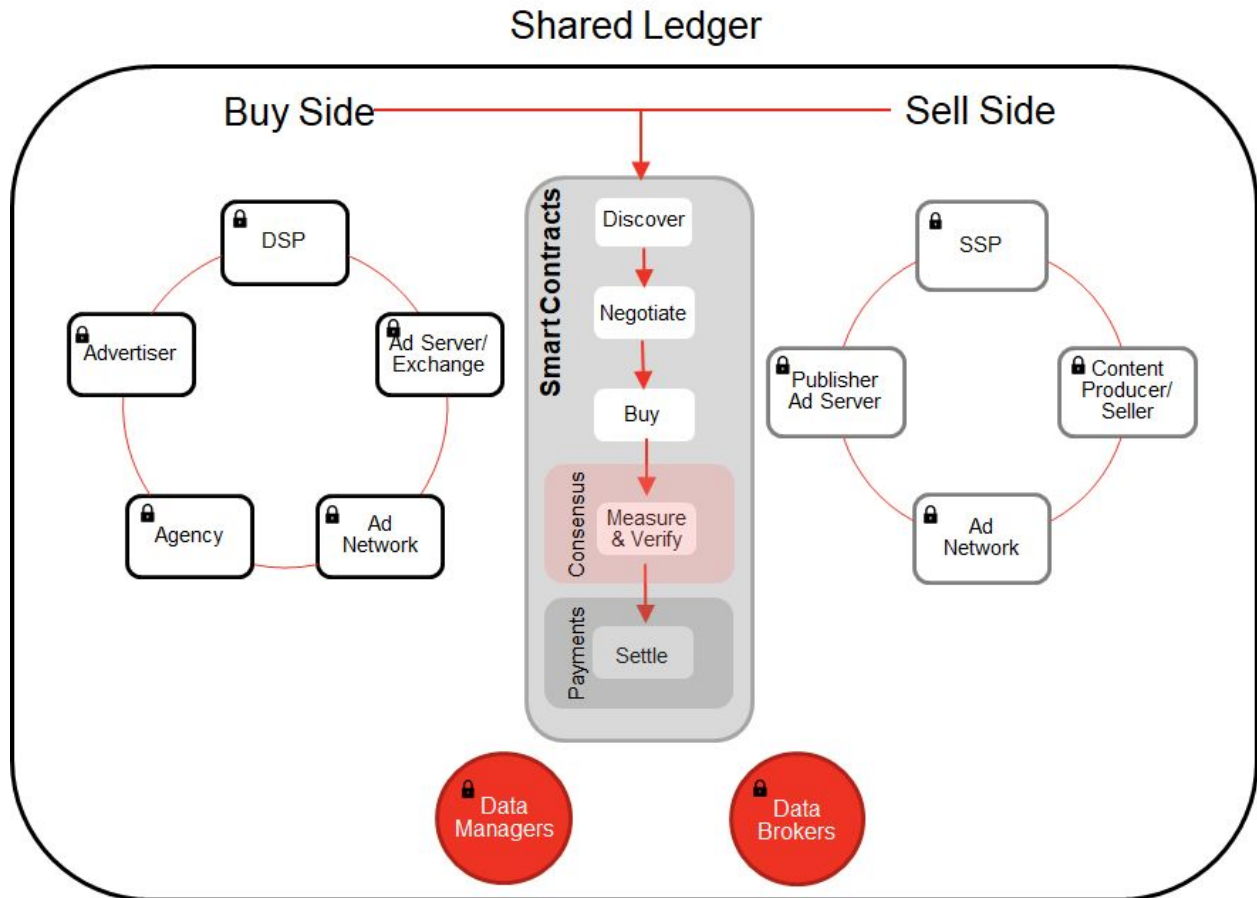 Shared Ledger
Buy Side
Sell Side
DSP
Advertiser
Ad Server/
Exchange
Agency
Ad
Network
Smart Contracts
Discover
Negotiate
Buy
Consensus
Measure
& Verify
Payments
Settle
SSP
Publisher
Ad Server
Content
Producer/
Seller
Ad
Network
Data
Managers
Data
Brokers